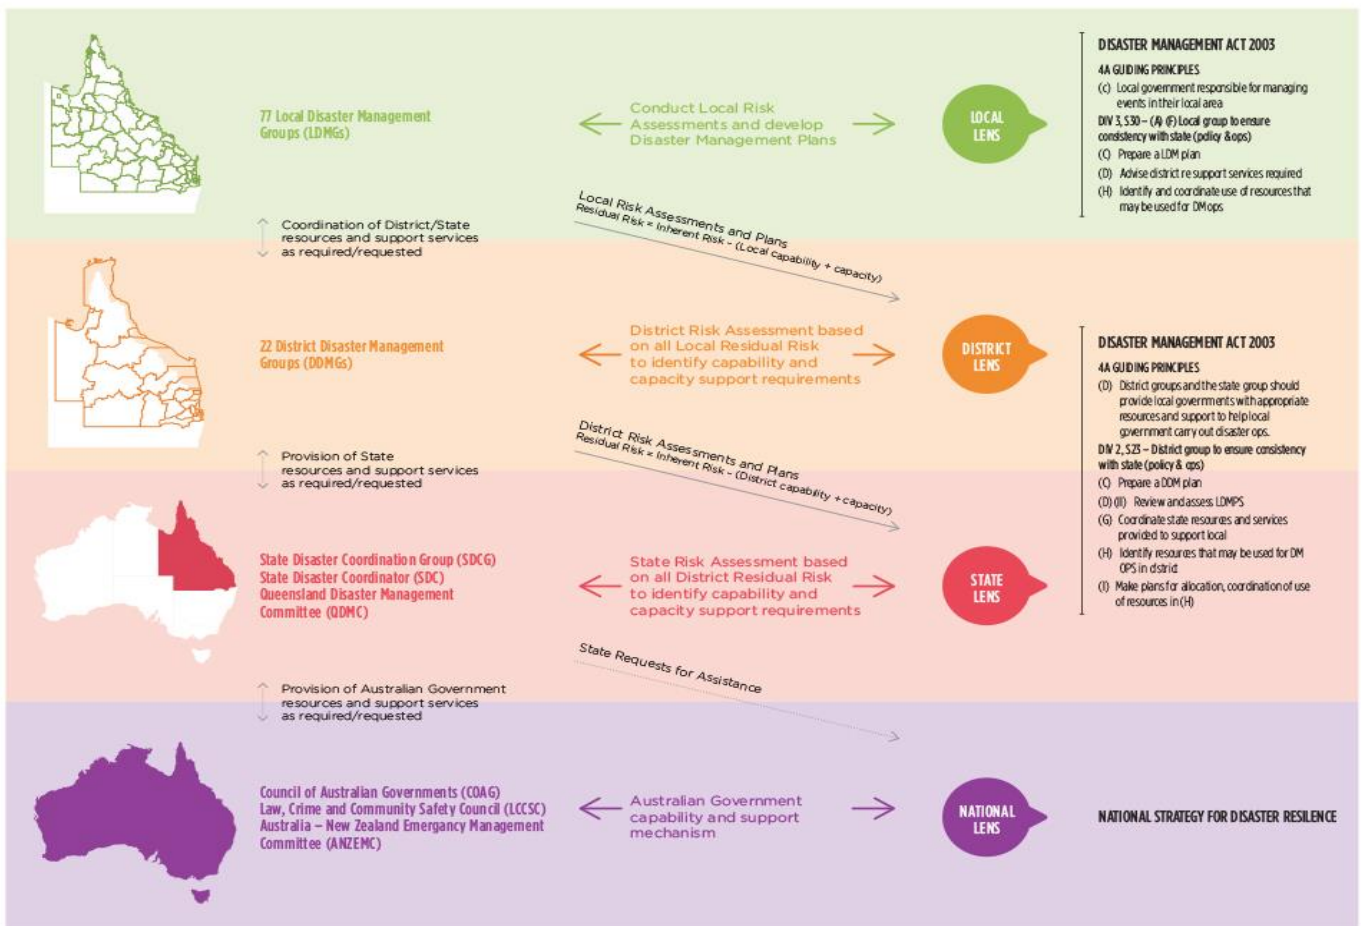 77 Local Disaster Management
Groups (LDMGs)
Conduct Local Risk
Assessments and develop
Disaster Management Plans
LOCAL
LENS
DISASTER MANAGEMENT ACT 2003
4A GUIDING PRINCIPLES
(c) Local government responsible for managing
events in their local area
DIV 3, S30 – (A) (F) Local group to ensure
consistency with state (policy & ops)
(C) Prepare a LDM plan
(D) Advise district re support services required
(H) Identify and coordinate use of resources that
may be used for DM ops
Coordination of District/State
resources and support services
as required/requested
Local Risk Assessments and Plans
Residual Risk = Inherent Risk - (Local capability + capacity)
22 District Disaster Management
Groups (DDMGs)
District Risk Assessment based
on all Local Residual Risk
to identify capability and
capacity support requirements
DISTRICT
LENS
DISASTER MANAGEMENT ACT 2003
4A GUIDING PRINCIPLES
(D) District groups and the state group should
provide local governments with appropriate
resources and support to help local
government carry out disaster ops.
DIV 2, S23 – District group to ensure consistency
with state (policy & ops)
(C) Prepare a DDM plan
(D) (II) Review and assess LDMPS
(G) Coordinate state resources and services
provided to support local
(H) Identify resources that may be used for DM
OPS in district
(I) Make plans for allocation, coordination of use
of resources in (H)
Provision of State
resources and support services
as required/requested
District Risk Assessments and Plans
Residual Risk = Inherent Risk - (District capability + capacity)
State Disaster Coordination Group (SDCG)
State Disaster Coordinator (SDC)
Queensland Disaster Management
Committee (QDMC)
State Risk Assessment based
on all District Residual Risk
to identify capability and
capacity support requirements
STATE
LENS
Provision of Australian Government
resources and support services
as required/requested
State Requests for Assistance
Council of Australian Governments (COAG)
Law, Crime and Community Safety Council (LCCSC)
Australia – New Zealand Emergancy Management
Committee (ANZEMC)
Australian Government
capability and support
mechanism
NATIONAL
LENS
NATIONAL STRATEGY FOR DISASTER RESILENCE